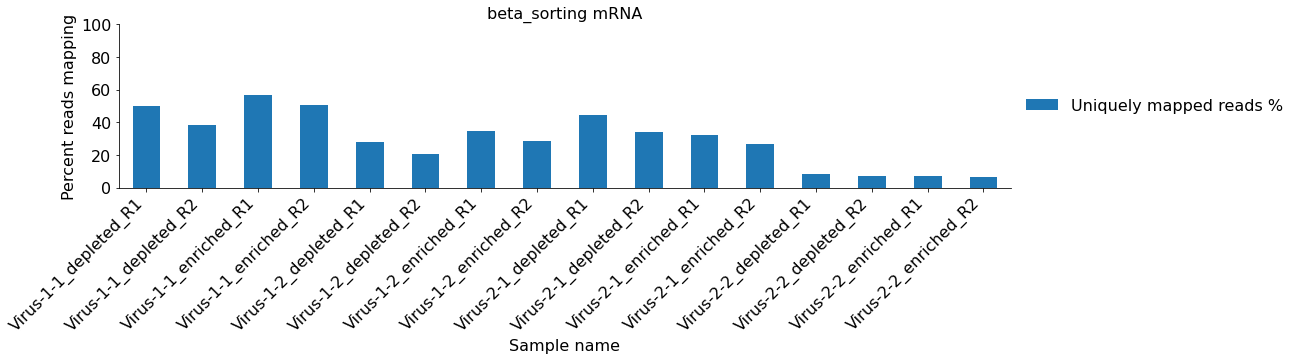 beta_sorting mRNA
Percent reads mapping
100
80
60
40
20
0
Uniquely mapped reads %
Virus-1-1_depleted_R1
Virus-1-1_depleted_R2
Virus-1-1_enriched_R1
Virus-1-1_enriched_R2
Virus-1-2_depleted_R1
Virus-1-2_depleted_R2
Virus-1-2_enriched_R1
Virus-1-2_enriched_R2
Virus-2-1_depleted_R1
Virus-2-1_depleted_R2
Virus-2-1_enriched_R1
Virus-2-1_enriched_R2
Virus-2-2_depleted_R1
Virus-2-2_depleted_R2
Virus-2-2_enriched_R1
Virus-2-2_enriched_R2
Sample name